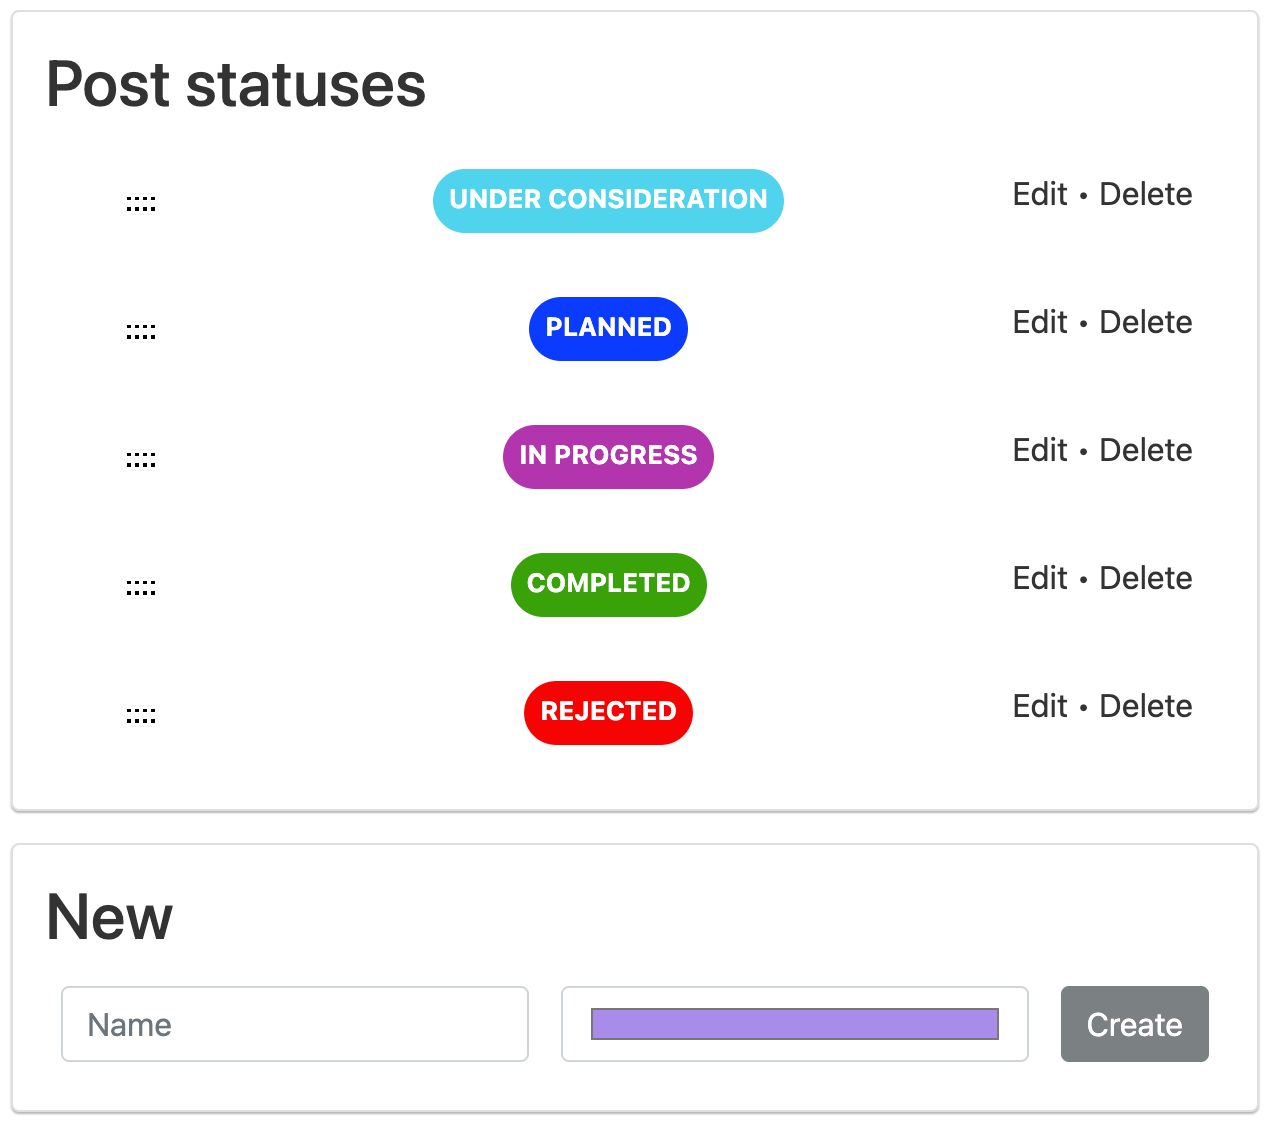 Post statuses
UNDER CONSIDERATION Edit • Delete
PLANNED Edit • Delete
IN PROGRESS Edit • Delete
COMPLETED Edit • Delete
REJECTED Edit • Delete
New
Name Create